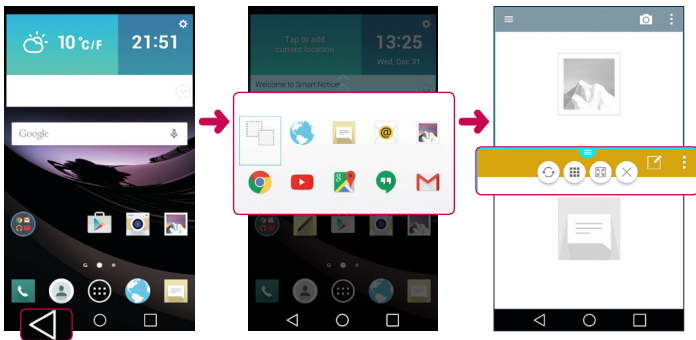 10 °C/F
21:51
Google
Tap to add
current location
13:25
Wed, Dec 31
Welcome to Smart Notice!